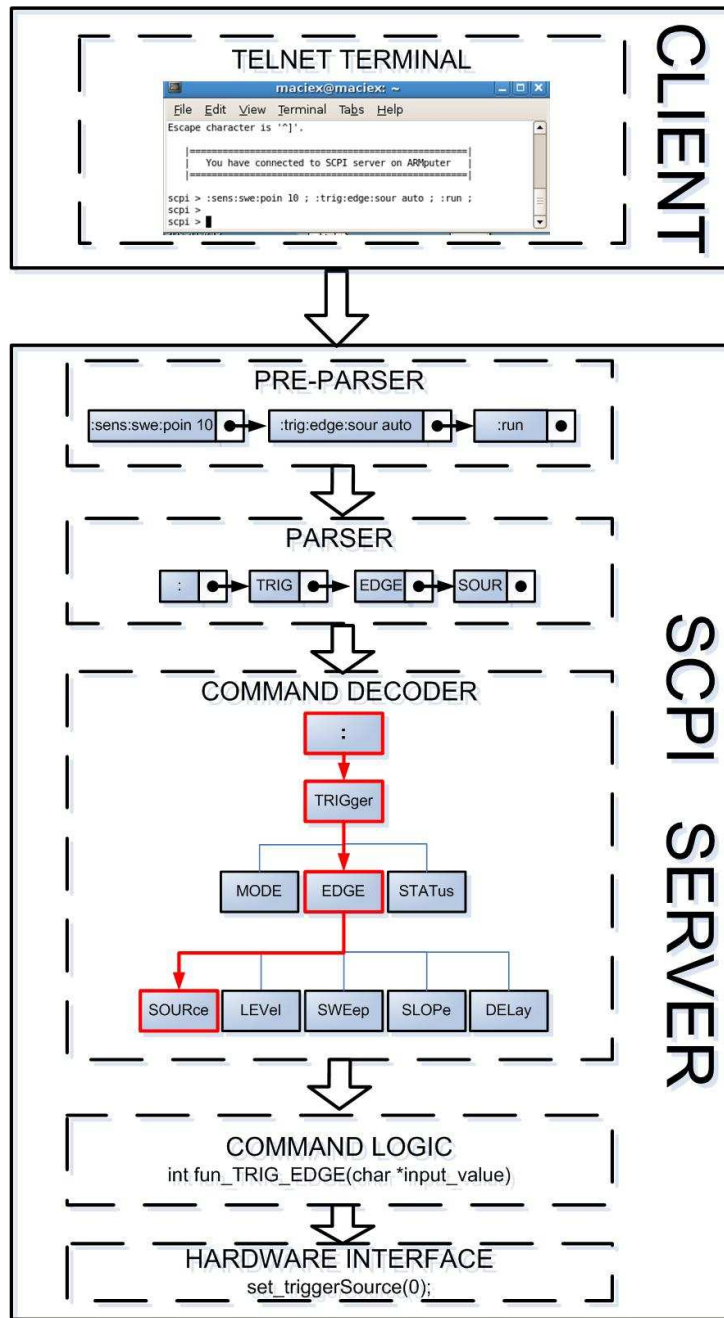 CLIENT
TELNET TERMINAL
maciex@maciex: ~
File Edit View Terminal Tabs Help
Escape character is '^]'.
|===============================================|
| You have connected to SCPI server on ARMputer |
|===============================================|
scpi > :sens:swe:poin 10 ; :trig:edge:sour auto ; :run ;
scpi >
scpi >
SCPI SERVER
PRE-PARSER
:sens:swe:poin 10 :trig:edge:sour auto :run
PARSER
: TRIG EDGE SOUR
COMMAND DECODER
:
TRIGger
MODE EDGE STATus
SOURce LEVel SWEep SLOPe DELay
COMMAND LOGIC
int fun_TRIG_EDGE(char *input_value)
HARDWARE INTERFACE
set_triggerSource(0);